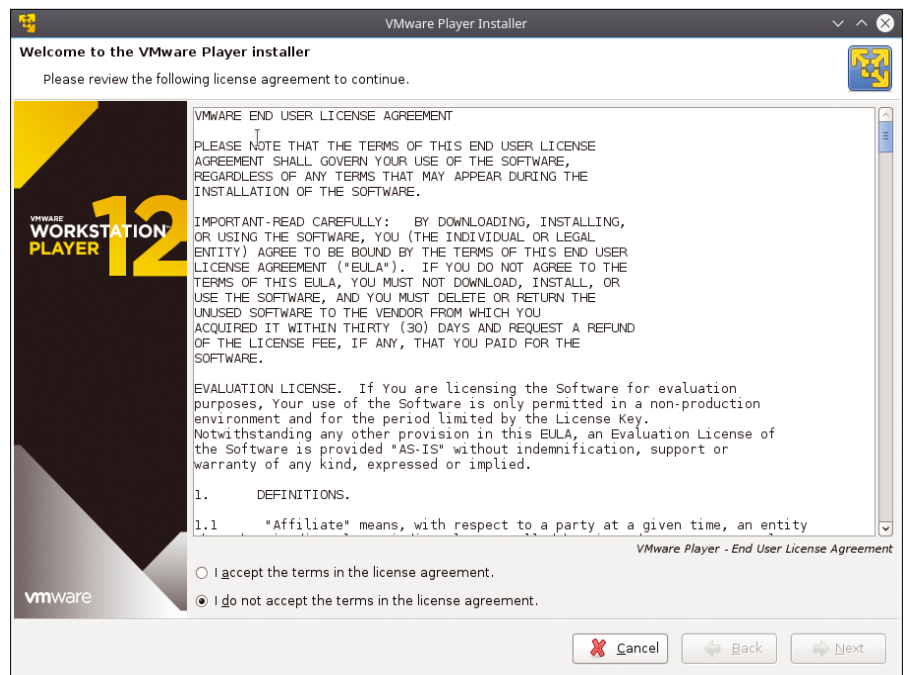 VMware Player Installer
Welcome to the VMware Player installer
Please review the following license agreement to continue.
VMWARE
WORKSTATION
PLAYER
12
VMWARE END USER LICENSE AGREEMENT
PLEASE NOTE THAT THE TERMS OF THIS END USER LICENSE
AGREEMENT SHALL GOVERN YOUR USE OF THE SOFTWARE,
REGARDLESS OF ANY TERMS THAT MAY APPEAR DURING THE
INSTALLATION OF THE SOFTWARE.
IMPORTANT-READ CAREFULLY:   BY DOWNLOADING, INSTALLING,
OR USING THE SOFTWARE, YOU (THE INDIVIDUAL OR LEGAL
ENTITY) AGREE TO BE BOUND BY THE TERMS OF THIS END USER
LICENSE AGREEMENT ("EULA").  IF YOU DO NOT AGREE TO THE
TERMS OF THIS EULA, YOU MUST NOT DOWNLOAD, INSTALL, OR
USE THE SOFTWARE, AND YOU MUST DELETE OR RETURN THE
UNUSED SOFTWARE TO THE VENDOR FROM WHICH YOU
ACQUIRED IT WITHIN THIRTY (30) DAYS AND REQUEST A REFUND
OF THE LICENSE FEE, IF ANY, THAT YOU PAID FOR THE
SOFTWARE.
EVALUATION LICENSE.  If You are licensing the Software for evaluation
purposes, Your use of the Software is only permitted in a non-production
environment and for the period limited by the License Key.
Notwithstanding any other provision in this EULA, an Evaluation License of
the Software is provided "AS-IS" without indemnification, support or
warranty of any kind, expressed or implied.
1.      DEFINITIONS.
1.1      "Affiliate" means, with respect to a party at a given time, an entity
VMware Player - End User License Agreement
I accept the terms in the license agreement.
I do not accept the terms in the license agreement.
vmware
Cancel
Back
Next